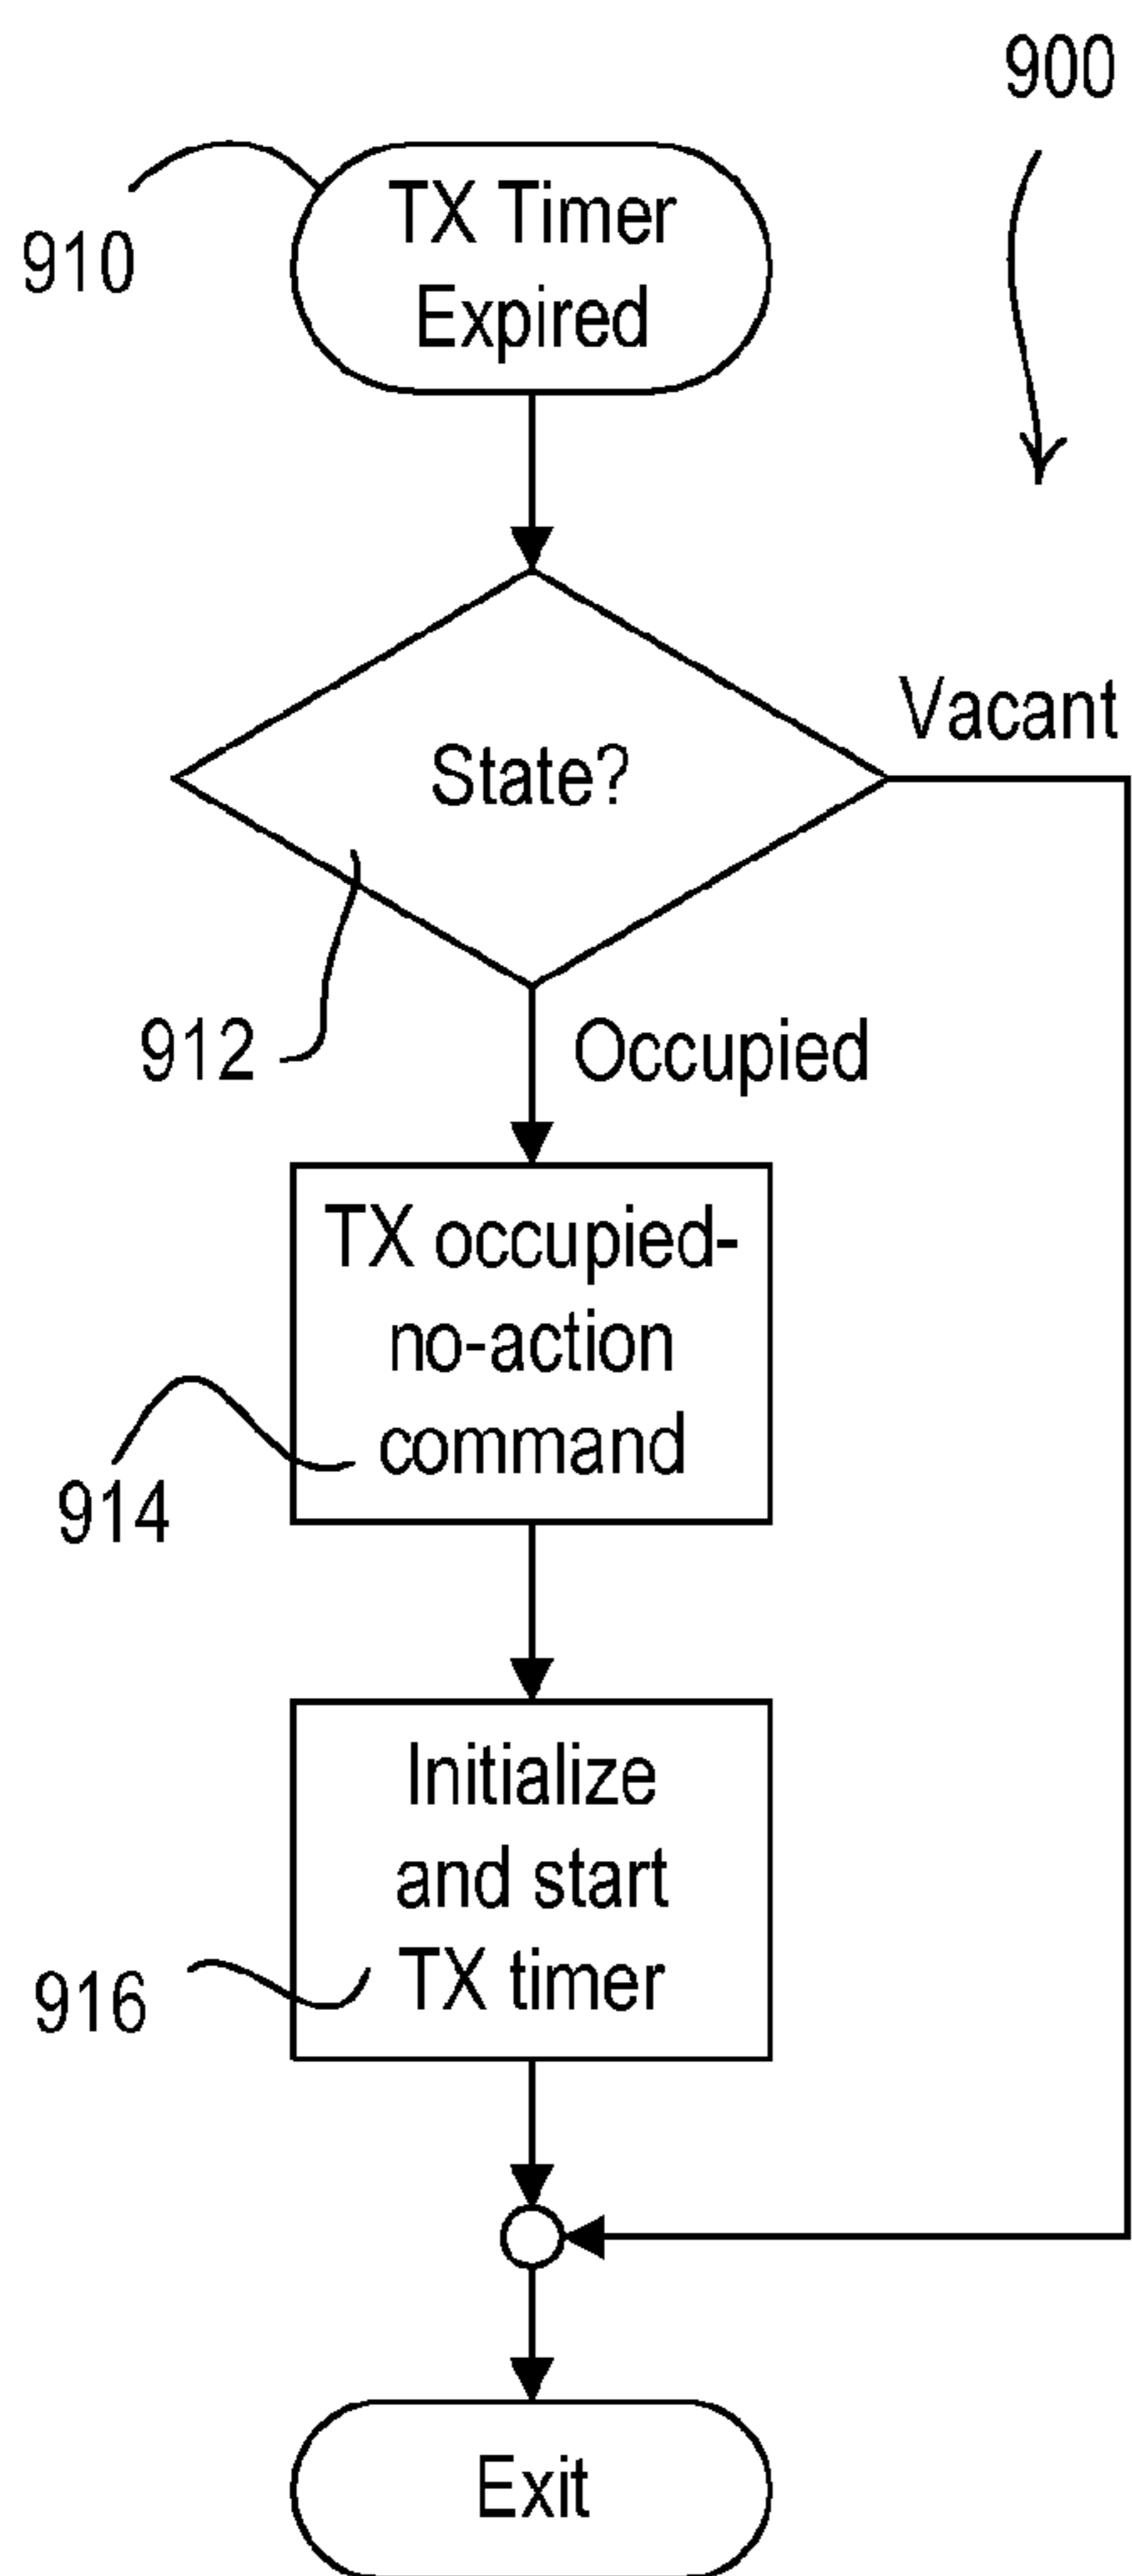 900
TX Timer
Expired
910
Vacant
State?
912
Occupied
TX occupied-
no-action
command
914
Initialize
and start
TX timer
916
Exit